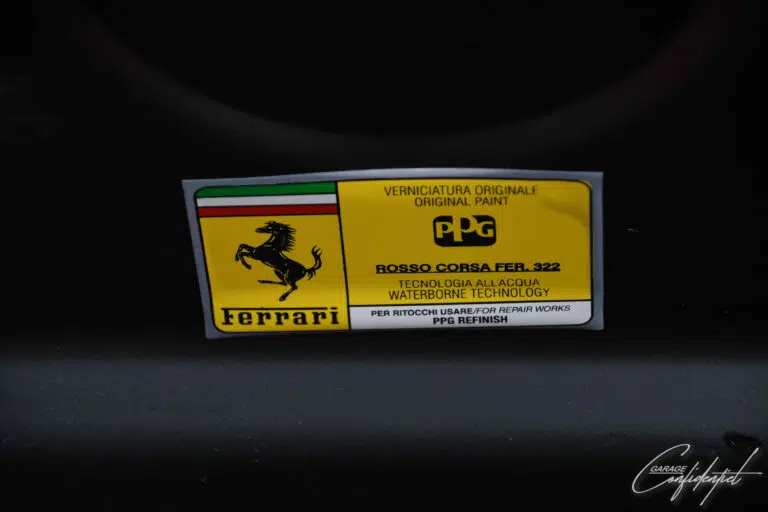 VERNICIATURA ORIGINALE
ORIGINAL PAINT
PPG
ROSSO CORSA FER. 322
TECNOLOGIA ALL'ACQUA
WATERBORNE TECHNOLOGY
Ferrari
PER RITOCCHI USARE/FOR REPAIR WORKS
PPG REFINISH
GARAGE
Confidentiel